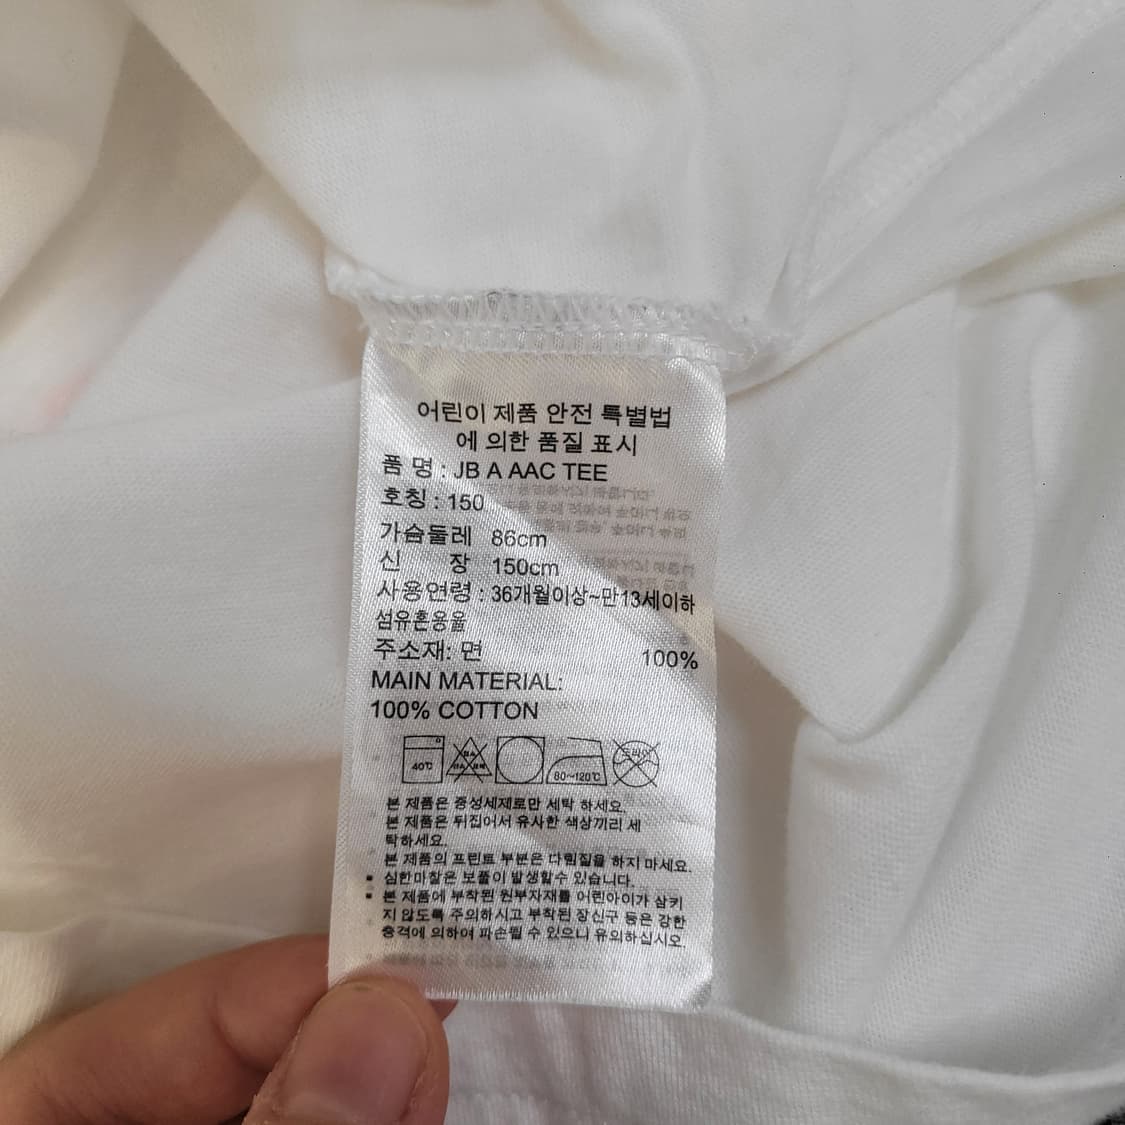 어린이 제품 안전 특별법
에 의한 품질 표시
품 명 : JB A AAC TEE
호칭 : 150
가슴둘레 86cm
신 장 150cm
사용연령 : 36개월이상~만13세이하
섬유혼용율
주소재: 면 100%
MAIN MATERIAL:
100% COTTON
40℃ 80~120℃ 드라이
본 제품은 중성세제로만 세탁 하세요.
본 제품은 뒤집어서 유사한 색상끼리 세
탁하세요.
본 제품의 프린트 부분은 다림질을 하지 마세요.
▪ 심한마찰은 보풀이 발생할수 있습니다.
▪ 본 제품에 부착된 원부자재를 어린아이가 삼키
지 않도록 주의하시고 부착된 장신구 등은 강한
충격에 의하여 파손될 수 있으니 유의하십시오